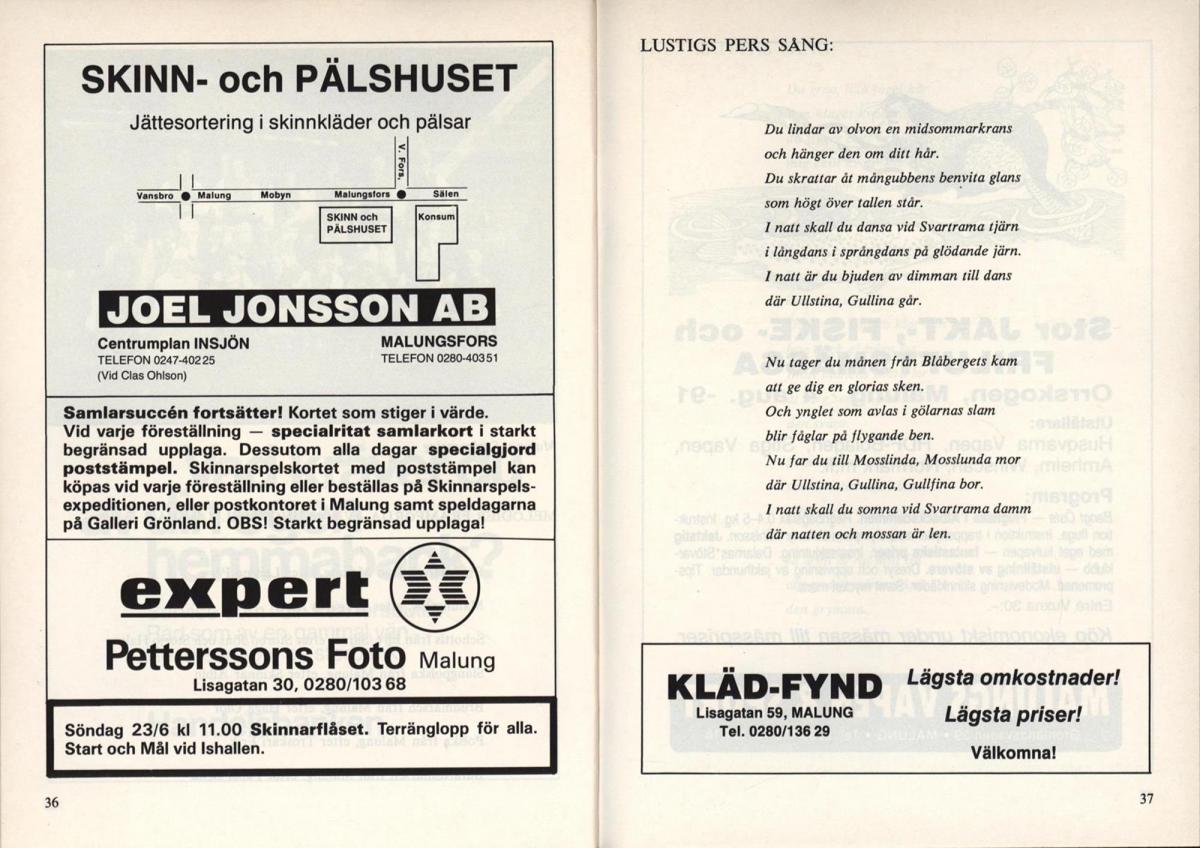 SKINN- och PÄLSHUSET
Jättesortering i skinnkläder och pälsar
V. Fors.
Vansbro Malung Mobyn Malungsfors Sälen
SKINN och
PÄLSHUSET
Konsum
JOEL JONSSON AB
Centrumplan INSJÖN
TELEFON 0247-402 25
(Vid Clas Ohlson)
MALUNGSFORS
TELEFON 0280-403 51
Samlarsuccén fortsätter! Kortet som stiger i värde.
Vid varje föreställning — specialritat samlarkort i starkt
begränsad upplaga. Dessutom alla dagar specialgjord
poststämpel. Skinnarspelskortet med poststämpel kan
köpas vid varje föreställning eller beställas på Skinnarspels-
expeditionen, eller postkontoret i Malung samt speldagarna
på Galleri Grönland. OBS! Starkt begränsad upplaga!
expert
Petterssons Foto Malung
Lisagatan 30, 0280/103 68
Söndag 23/6 kl 11.00 Skinnarflåset. Terränglopp för alla.
Start och Mål vid Ishallen.
36
LUSTIGS PERS SÅNG:
Du lindar av olvon en midsommarkrans
och hänger den om ditt hår.
Du skrattar åt mångubbens benvita glans
som högt över tallen står.
I natt skall du dansa vid Svartrama tjärn
i långdans i språngdans på glödande järn.
I natt är du bjuden av dimman till dans
där Ullstina, Gullina går.
Nu tager du månen från Blåbergets kam
att ge dig en glorias sken.
Och ynglet som avlas i gölarnas slam
blir fåglar på flygande ben.
Nu far du till Mosslinda, Mosslunda mor
där Ullstina, Gullina, Gullfina bor.
I natt skall du somna vid Svartrama damm
där natten och mossan är len.
KLÄD-FYND
Lisagatan 59, MALUNG
Tel. 0280/136 29
Lägsta omkostnader!
Lägsta priser!
Välkomna!
37